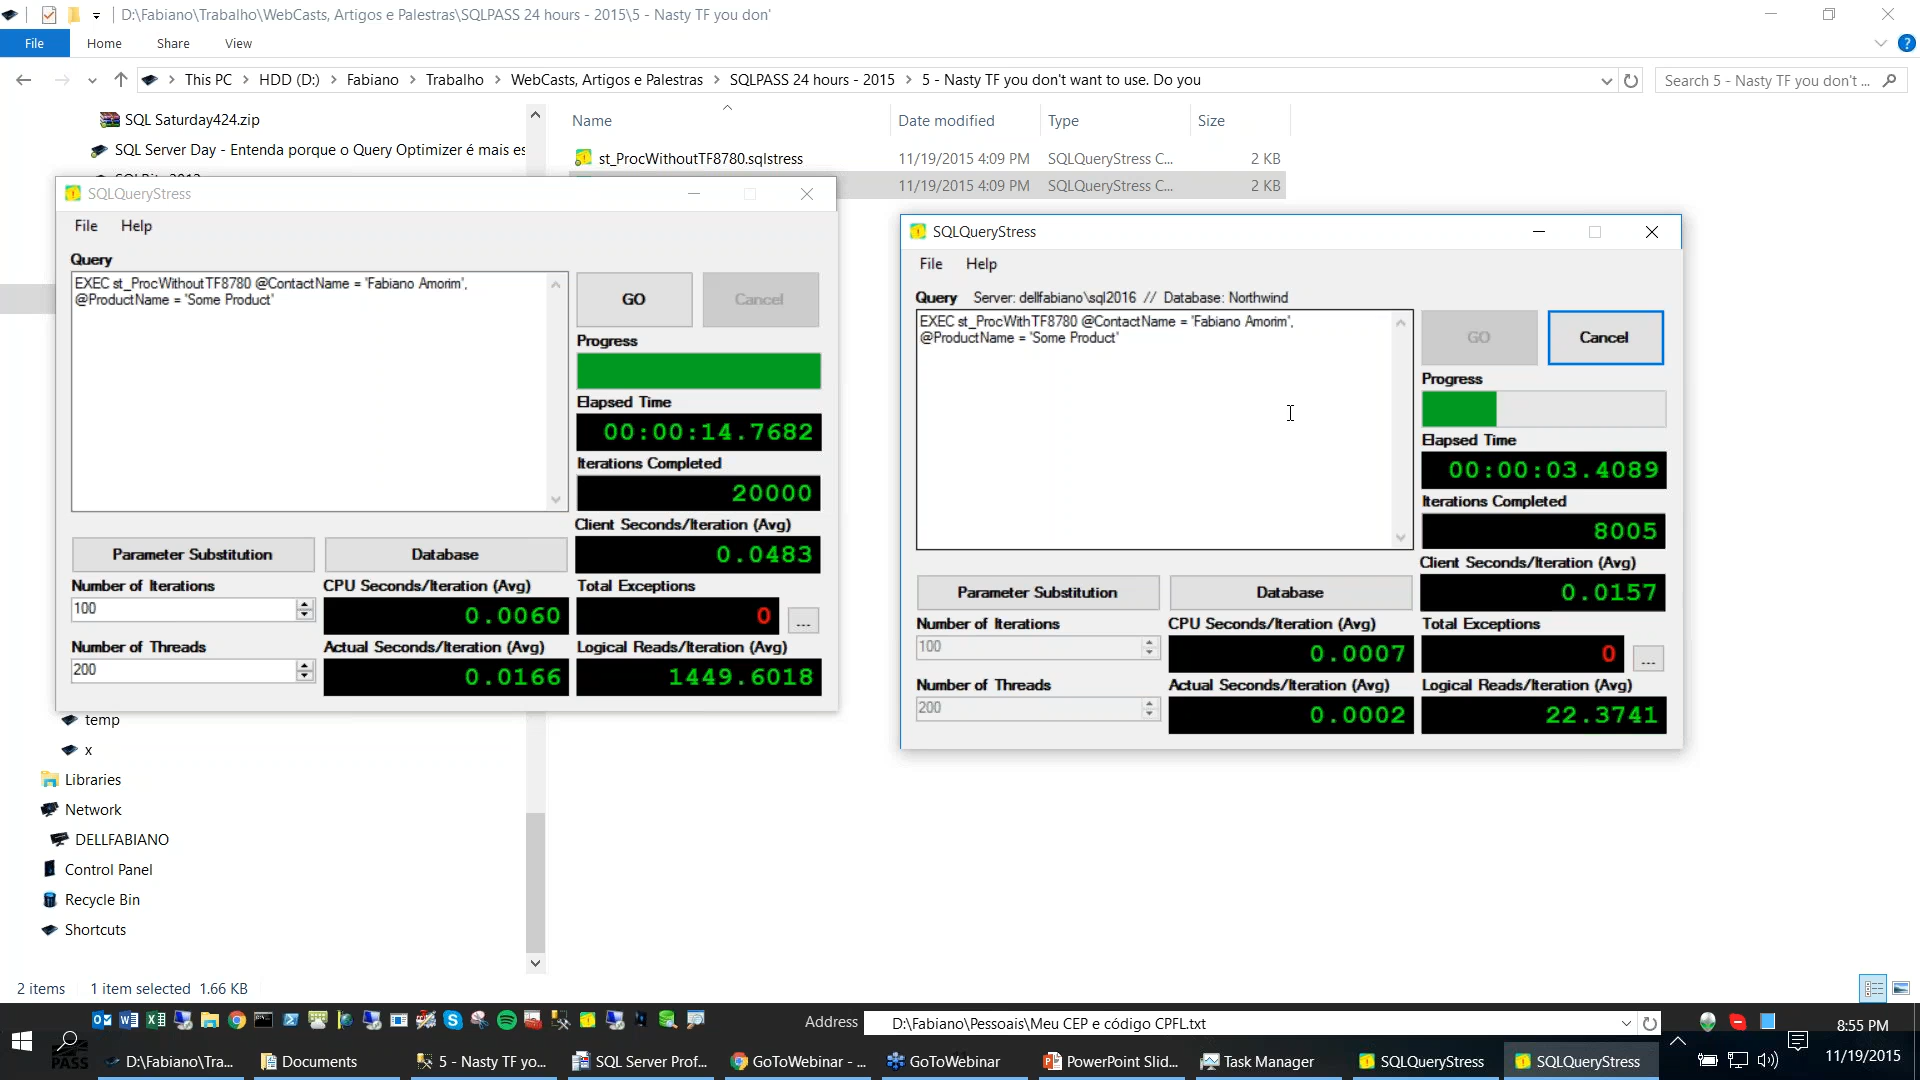 D:\Fabiano\Trabalho\WebCasts, Artigos e Palestras\SQLPASS 24 hours - 2015\5 - Nasty TF you don'
File
Home
Share
View
This PC
HDD (D:)
Fabiano
Trabalho
WebCasts, Artigos e Palestras
SQLPASS 24 hours - 2015
5 - Nasty TF you don't want to use. Do you
Search 5 - Nasty TF you don't ...
SQL Saturday424.zip
SQL Server Day - Entenda porque o Query Optimizer é mais es
Name
Date modified
Type
Size
st_ProcWithoutTF8780.sqlstress
11/19/2015 4:09 PM
SQLQueryStress C...
2 KB
11/19/2015 4:09 PM
SQLQueryStress C...
2 KB
SQLQueryStress
File
Help
Query
EXEC st_ProcWithoutTF8780 @ContactName = 'Fabiano Amorim',
@ProductName = 'Some Product'
GO
Cancel
Progress
Elapsed Time
00:00:14.7682
Iterations Completed
20000
Client Seconds/Iteration (Avg)
0.0483
Parameter Substitution
Database
Number of Iterations
100
CPU Seconds/Iteration (Avg)
0.0060
Total Exceptions
0
...
Number of Threads
200
Actual Seconds/Iteration (Avg)
0.0166
Logical Reads/Iteration (Avg)
1449.6018
SQLQueryStress
File
Help
Query
Server: dellfabiano\sql2016 // Database: Northwind
EXEC st_ProcWithTF8780 @ContactName = 'Fabiano Amorim',
@ProductName = 'Some Product'
GO
Cancel
Progress
Elapsed Time
00:00:03.4089
Iterations Completed
8005
Client Seconds/Iteration (Avg)
0.0157
Parameter Substitution
Database
Number of Iterations
100
CPU Seconds/Iteration (Avg)
0.0007
Total Exceptions
0
...
Number of Threads
200
Actual Seconds/Iteration (Avg)
0.0002
Logical Reads/Iteration (Avg)
22.3741
temp
x
Libraries
Network
DELLFABIANO
Control Panel
Recycle Bin
Shortcuts
2 items
1 item selected 1.66 KB
Address
D:\Fabiano\Pessoais\Meu CEP e código CPFL.txt
8:55 PM
11/19/2015
PASS
D:\Fabiano\Tra...
Documents
5 - Nasty TF yo...
SQL Server Prof...
GoToWebinar - ...
GoToWebinar
PowerPoint Slid...
Task Manager
SQLQueryStress
SQLQueryStress